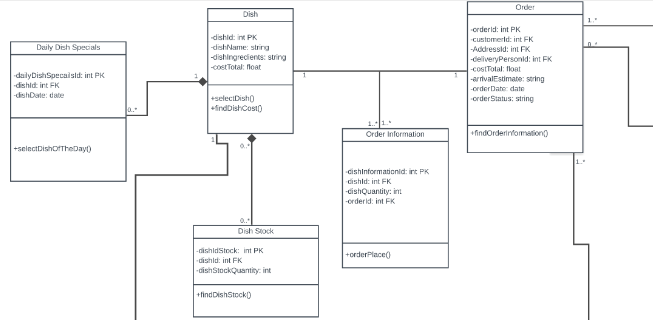 Dish
-dishId: int PK
-dishName: string
-dishIngredients: string
-costTotal: float
+selectDish()
+findDishCost()
Order
-orderId: int PK
-customerId: int FK
-AddressId: int FK
-deliveryPersonId: int FK
-costTotal: float
-arrivalEstimate: string
-orderDate: date
-orderStatus: string
+findOrderInformation()
Daily Dish Specials
-dailyDishSpecailsId: int PK
-dishId: int FK
-dishDate: date
+selectDishOfTheDay()
Order Information
-dishInformationId: int PK
-dishId: int FK
-dishQuantity: int
-orderId: int FK
+orderPlace()
Dish Stock
-dishIdStock: int PK
-dishId: int FK
-dishStockQuantity: int
+findDishStock()
1
0..*
1
1
1..*
1..*
1..*
0..*
1..*
1
0..*
0..*